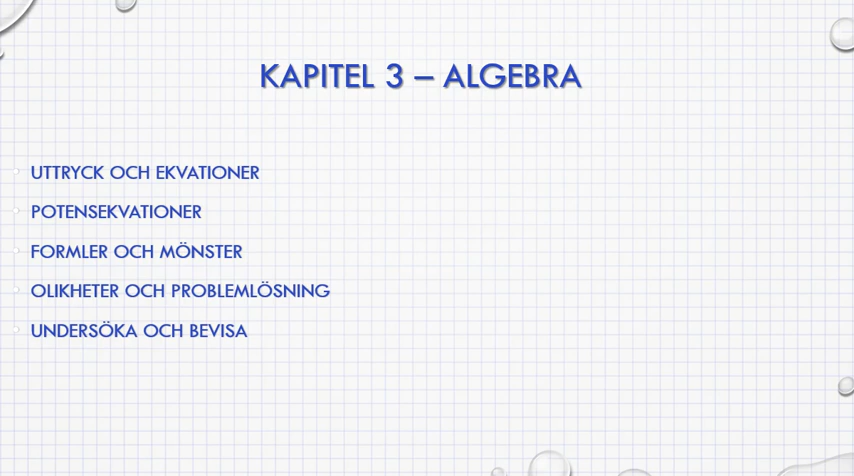 KAPITEL 3 – ALGEBRA
UTTRYCK OCH EKVATIONER
POTENSEKVATIONER
FORMLER OCH MÖNSTER
OLIKHETER OCH PROBLEMLÖSNING
UNDERSÖKA OCH BEVISA